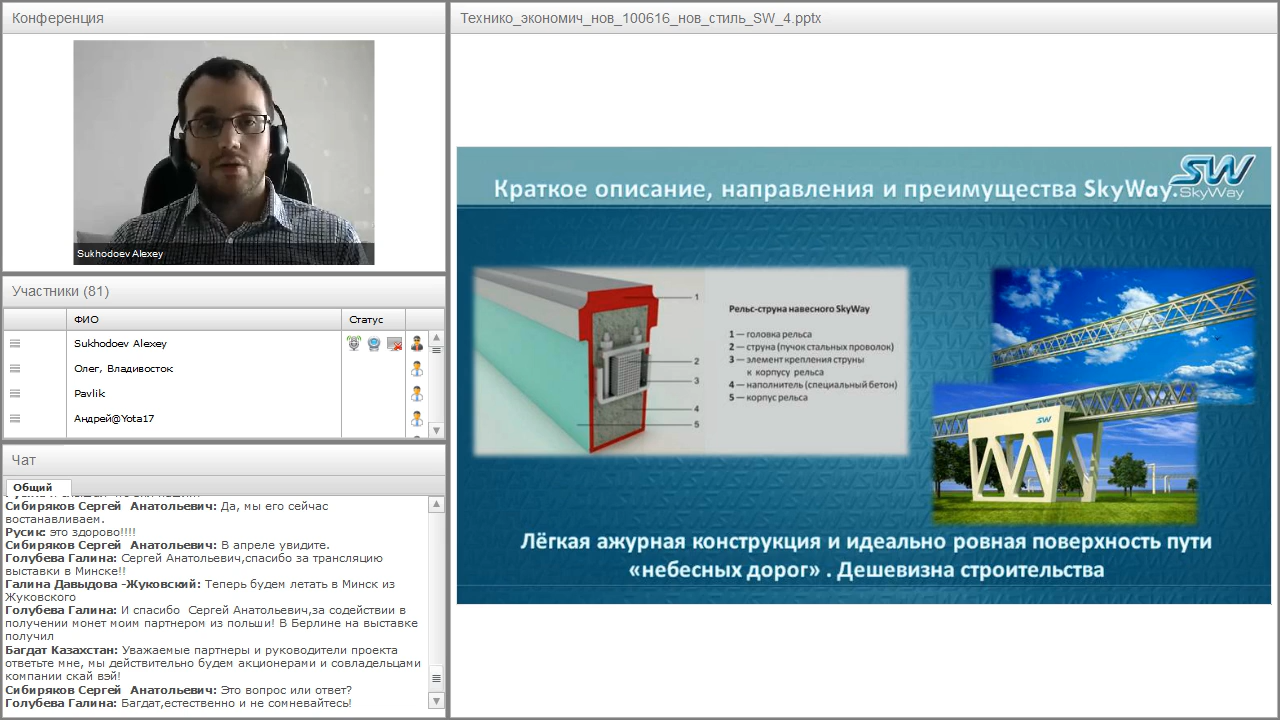 Конференция
Sukhodoev Alexey
Участники (81)
ФИО Статус
Sukhodoev Alexey
Олег, Владивосток
Pavlik
Андрей@Yota17
Чат
Общий
Сибиряков Сергей Анатольевич: Да, мы его сейчас
востанавливаем.
Русик: это здорово!!!!
Сибиряков Сергей Анатольевич: В апреле увидите.
Голубева Галина: Сергей Анатольевич,спасибо за трансляцию
выставки в Минске!!
Галина Давыдова -Жуковский: Теперь будем летать в Минск из
Жуковского
Голубева Галина: И спасибо Сергей Анатольевич,за содействии в
получении монет моим партнером из польши! В Берлине на выставке
получил
Багдат Казахстан: Уважаемые партнеры и руководители проекта
ответьте мне, мы действительно будем акционерами и совладельцами
компании скай вэй!
Сибиряков Сергей Анатольевич: Это вопрос или ответ?
Голубева Галина: Багдат,естественно и не сомневайтесь!
Технико_экономич_нов_100616_нов_стиль_SW_4.pptx
Краткое описание, направления и преимущества SkyWay.
SW
SkyWay
1
2
3
4
5
Рельс-струна навесного SkyWay
1 — головка рельса
2 — струна (пучок стальных проволок)
3 — элемент крепления струны
к корпусу рельса
4 — наполнитель (специальный бетон)
5 — корпус рельса
SW
Лёгкая ажурная конструкция и идеально ровная поверхность пути
«небесных дорог» . Дешевизна строительства